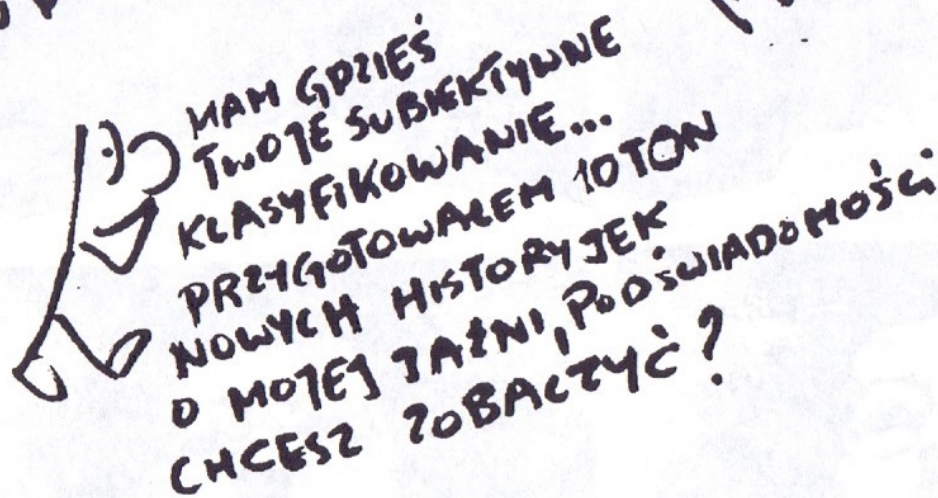 MAM GDZIEŚ
TWOJE SUBIEKTYWNE
KLASYFIKOWANIE...
PRZYGOTOWAŁEM 10 TON
NOWYCH HISTORYJEK
O MOJEJ JAŹNI, PODŚWIADOMOŚCI.
CHCESZ ZOBACZYĆ?